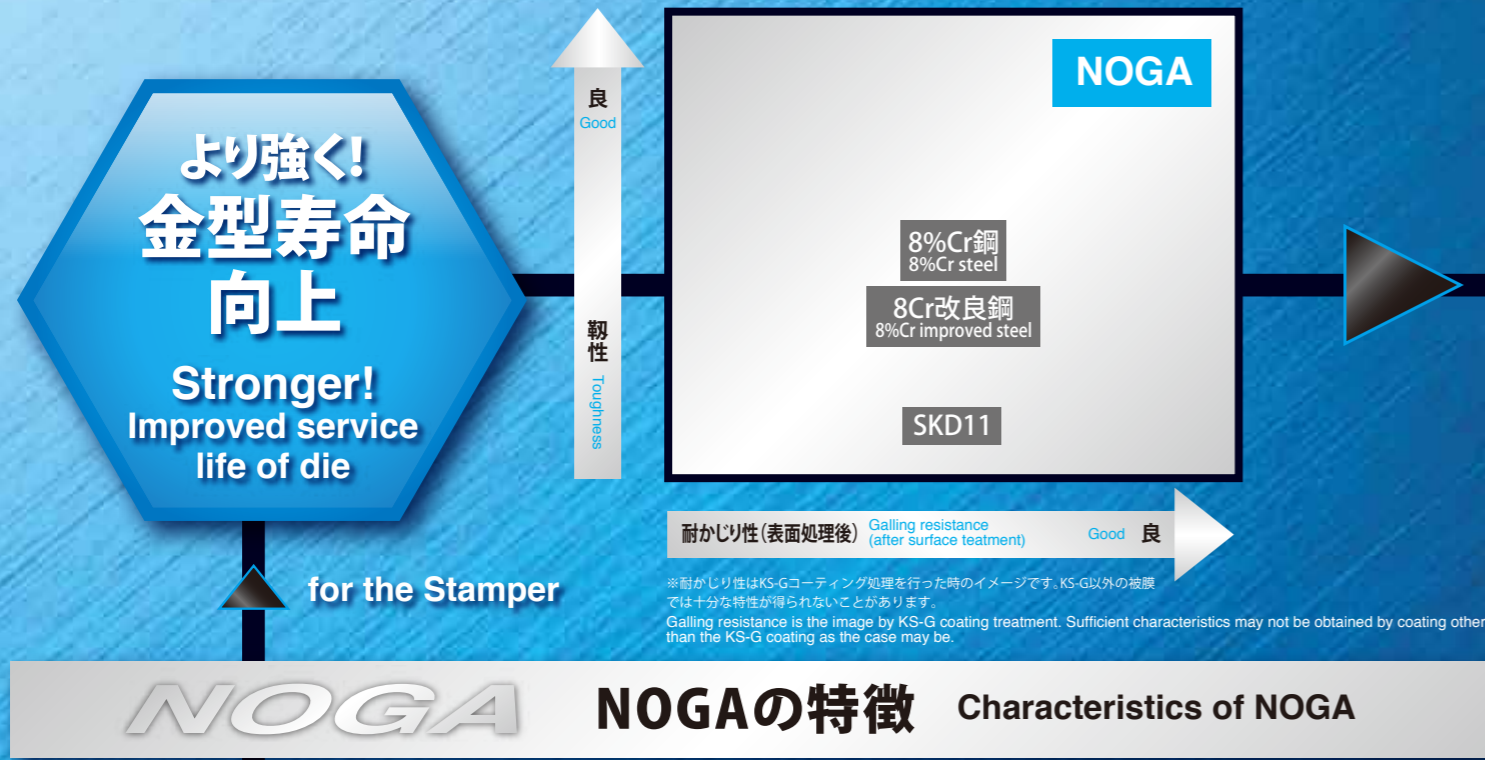 より強く!
金型寿命
向上
Stronger!
Improved service
life of die
for the Stamper
良
Good
靱性
Toughness
NOGA
8%Cr鋼
8%Cr steel
8Cr改良鋼
8%Cr improved steel
SKD11
耐かじり性(表面処理後)
Galling resistance
(after surface teatment)
Good 良
※耐かじり性はKS-Gコーティング処理を行った時のイメージです。KS-G以外の被膜
では十分な特性が得られないことがあります。
Galling resistance is the image by KS-G coating treatment. Sufficient characteristics may not be obtained by coating other
than the KS-G coating as the case may be.
NOGA NOGAの特徴 Characteristics of NOGA